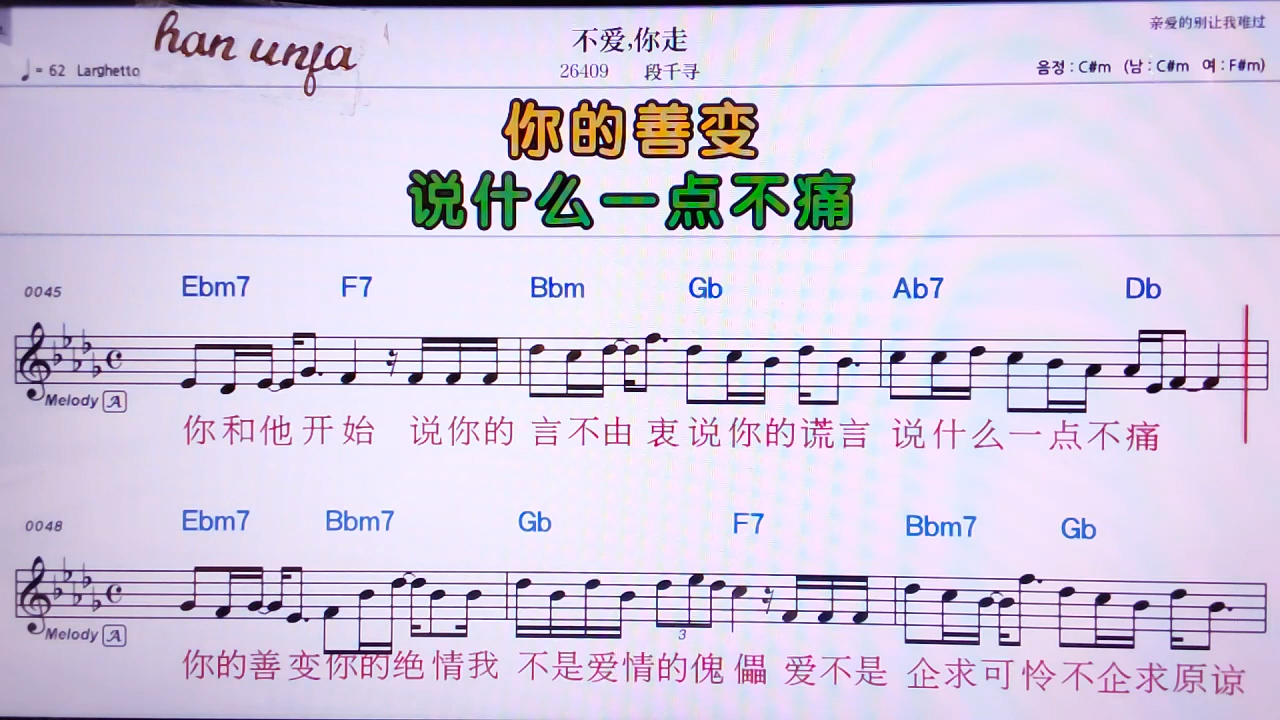 han unfa
不爱,你走
亲爱的别让我难过
♩= 62 Larghetto
26409 段千寻
음정 : C#m (남 : C#m 여 : F#m)
你的善变
说什么一点不痛
0045 Ebm7 F7 Bbm Gb Ab7 Db
Melody A
你和他开始 说你的 言不由衷说你的谎言 说什么一点不痛
0048 Ebm7 Bbm7 Gb F7 Bbm7 Gb
3
Melody A
你的善变你的绝情我 不是爱情的傀儡 爱不是 企求可怜不企求原谅